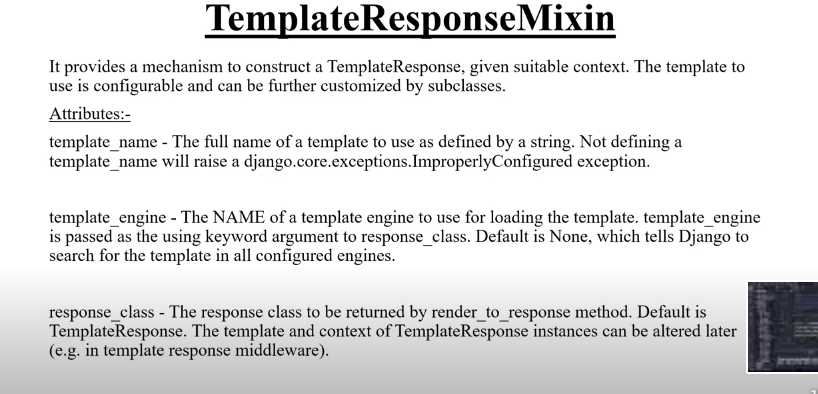 TemplateResponseMixin
It provides a mechanism to construct a TemplateResponse, given suitable context. The template to
use is configurable and can be further customized by subclasses.
Attributes:-
template_name - The full name of a template to use as defined by a string. Not defining a
template_name will raise a django.core.exceptions.ImproperlyConfigured exception.
template_engine - The NAME of a template engine to use for loading the template. template_engine
is passed as the using keyword argument to response_class. Default is None, which tells Django to
search for the template in all configured engines.
response_class - The response class to be returned by render_to_response method. Default is
TemplateResponse. The template and context of TemplateResponse instances can be altered later
(e.g. in template response middleware).